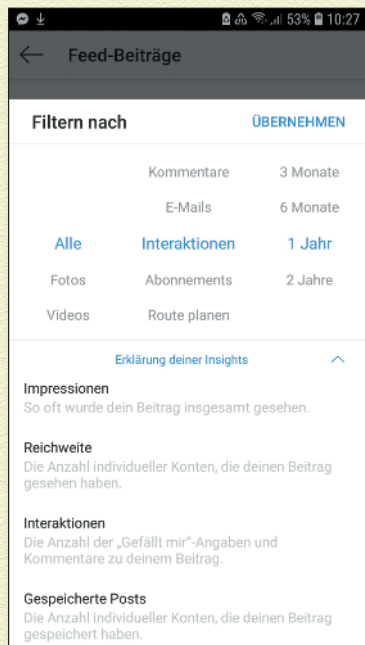 53% 10:27
Feed-Beiträge
Filtern nach ÜBERNEHMEN
Kommentare 3 Monate
E-Mails 6 Monate
Alle Interaktionen 1 Jahr
Fotos Abonnements 2 Jahre
Videos Route planen
Erklärung deiner Insights
Impressionen
So oft wurde dein Beitrag insgesamt gesehen.
Reichweite
Die Anzahl individueller Konten, die deinen Beitrag
gesehen haben.
Interaktionen
Die Anzahl der „Gefällt mir“-Angaben und
Kommentare zu deinem Beitrag.
Gespeicherte Posts
Die Anzahl individueller Konten, die deinen Beitrag
gespeichert haben.